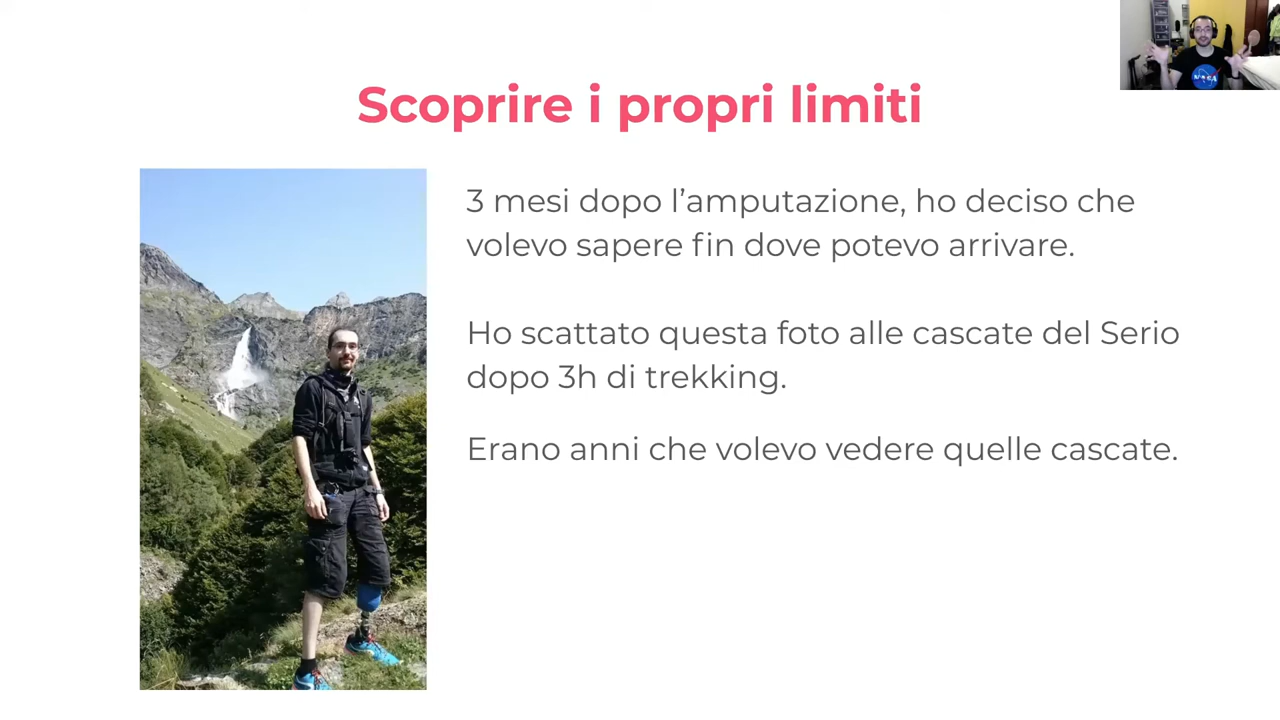 NASA
Scoprire i propri limiti
3 mesi dopo l’amputazione, ho deciso che
volevo sapere fin dove potevo arrivare.
Ho scattato questa foto alle cascate del Serio
dopo 3h di trekking.
Erano anni che volevo vedere quelle cascate.